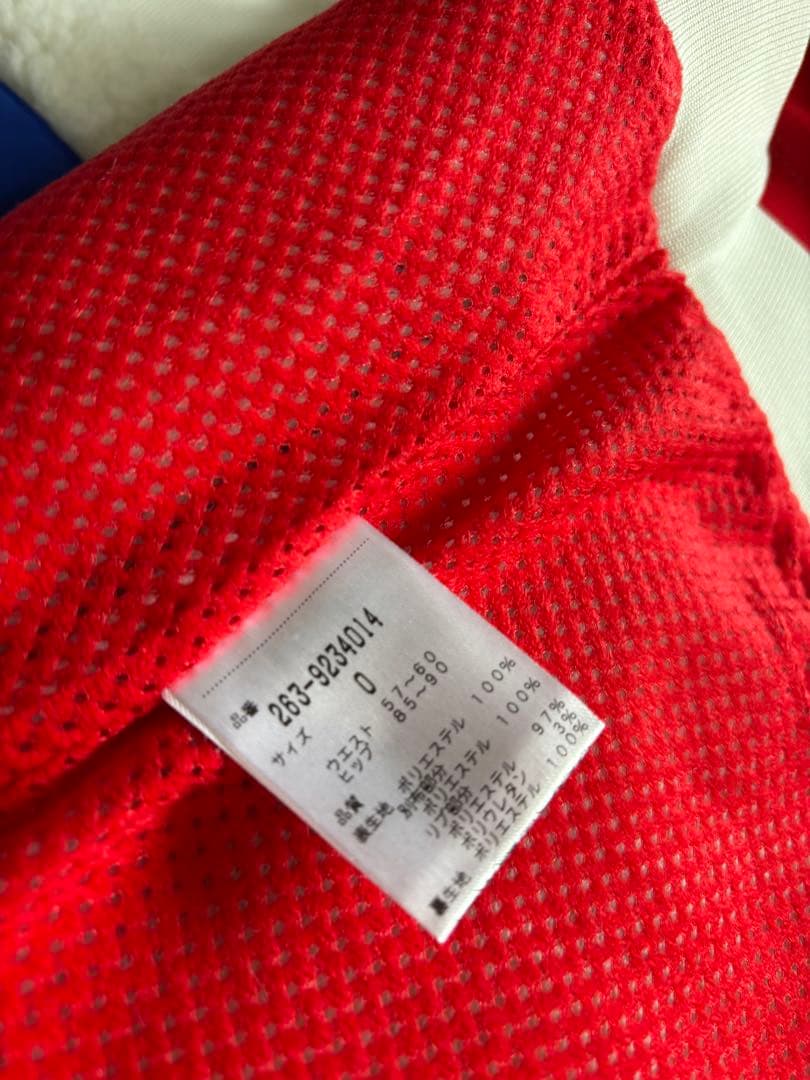 品番 263-9234014
サイズ 0
ウエスト 57~60
ヒップ 85~90
品質
表生地 ポリエステル 100%
別布部分
ポリエステル 100%
リブ部分
ポリエステル 97%
ポリウレタン 3%
裏生地 ポリエステル 100%